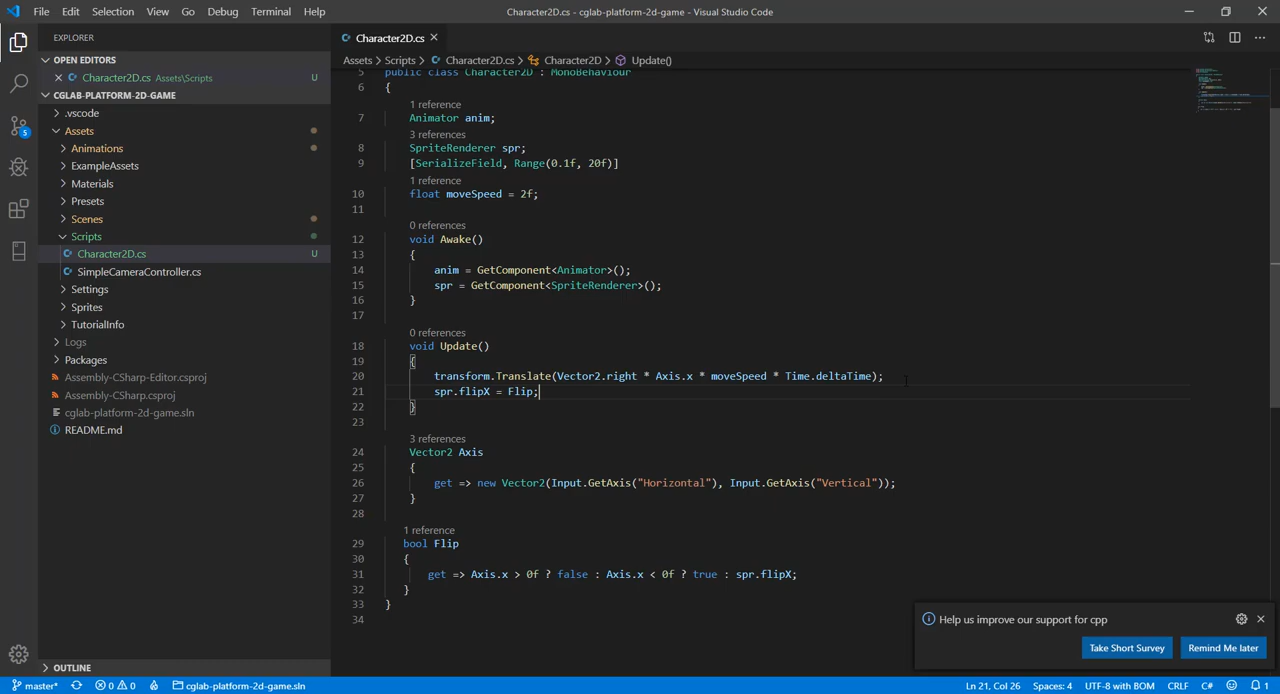 File Edit Selection View Go Debug Terminal Help
Character2D.cs - cglab-platform-2d-game - Visual Studio Code
EXPLORER
OPEN EDITORS
Character2D.cs Assets\Scripts U
CGLAB-PLATFORM-2D-GAME
.vscode
Assets
Animations
ExampleAssets
Materials
Presets
Scenes
Scripts
Character2D.cs U
SimpleCameraController.cs
Settings
Sprites
TutorialInfo
Logs
Packages
Assembly-CSharp-Editor.csproj
Assembly-CSharp.csproj
cglab-platform-2d-game.sln
README.md
OUTLINE
5
Character2D.cs
Assets > Scripts > Character2D.cs > Character2D > Update()
5 public class Character2D : MonoBehaviour
6 {
1 reference
7 Animator anim;
3 references
8 SpriteRenderer spr;
9 [SerializeField, Range(0.1f, 20f)]
1 reference
10 float moveSpeed = 2f;
11
0 references
12 void Awake()
13 {
14 anim = GetComponent<Animator>();
15 spr = GetComponent<SpriteRenderer>();
16 }
17
0 references
18 void Update()
19 {
20 transform.Translate(Vector2.right * Axis.x * moveSpeed * Time.deltaTime);
21 spr.flipX = Flip;
22 }
23
3 references
24 Vector2 Axis
25 {
26 get => new Vector2(Input.GetAxis("Horizontal"), Input.GetAxis("Vertical"));
27 }
28
1 reference
29 bool Flip
30 {
31 get => Axis.x > 0f ? false : Axis.x < 0f ? true : spr.flipX;
32 }
33 }
34
Help us improve our support for cpp
Take Short Survey Remind Me later
master* 0 0 cglab-platform-2d-game.sln Ln 21, Col 26 Spaces: 4 UTF-8 with BOM CRLF C# 1